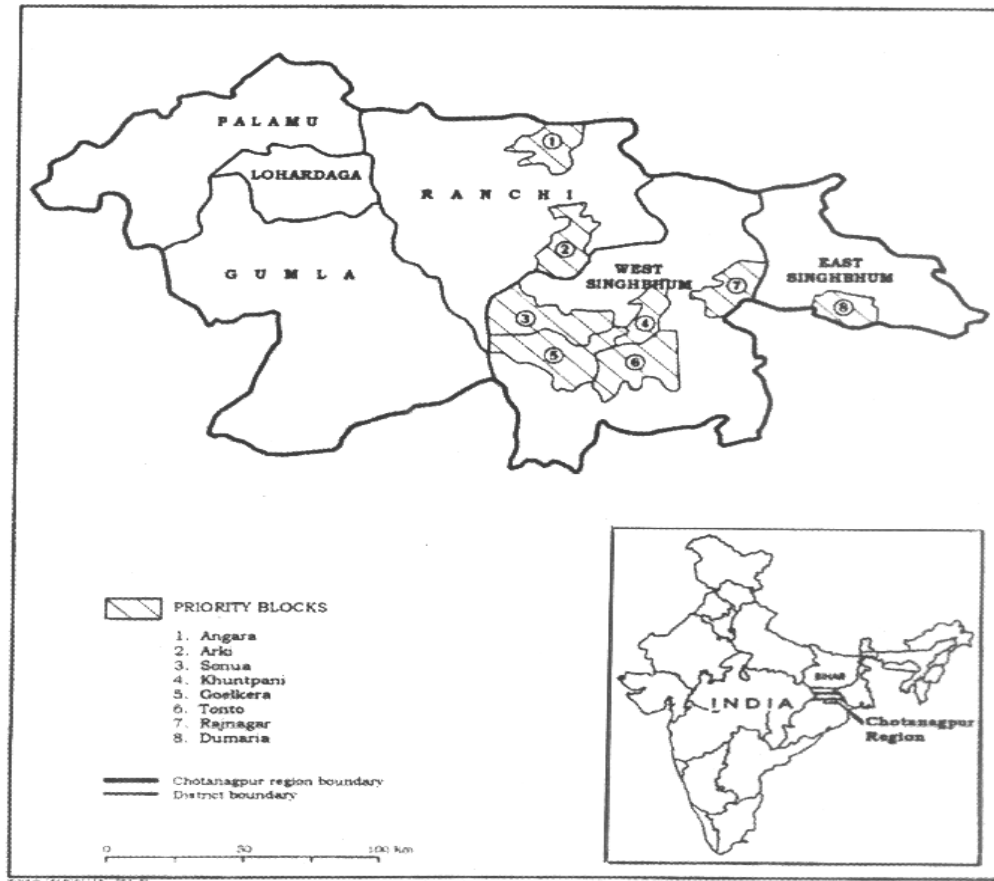 PALAMU
LOHARDAGA
RANCHI
GUMLA
WEST
SINGHBHUM
EAST
SINGHBHUM
1
2
3
4
5
6
7
8
PRIORITY BLOCKS
1. Angara
2. Arki
3. Sonua
4. Khuntpani
5. Goelkera
6. Tonto
7. Rajnagar
8. Dumaria
Chotanagpur region boundary
District boundary
0 50 100 km
BIHAR
INDIA
Chotanagpur
Region